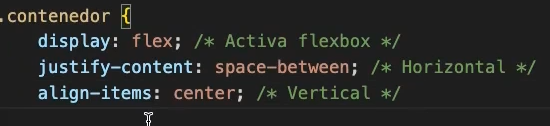 .contenedor {
display: flex; /* Activa flexbox */
justify-content: space-between; /* Horizontal */
align-items: center; /* Vertical */